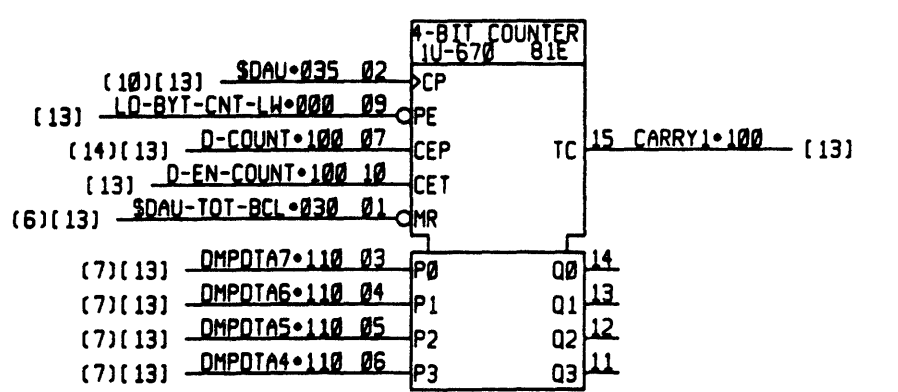 4-BIT COUNTER
1U-670 81E
(10)[13] $DAU•035 02 CP
[13] LD-BYT-CNT-LW•000 09 PE
(14)[13] D-COUNT•100 07 CEP TC 15 CARRY1•100 [13]
[13] D-EN-COUNT•100 10 CET
(6)[13] $DAU-TOT-BCL•030 01 MR
(7)[13] DMPDTA7•110 03 P0 Q0 14
(7)[13] DMPDTA6•110 04 P1 Q1 13
(7)[13] DMPDTA5•110 05 P2 Q2 12
(7)[13] DMPDTA4•110 06 P3 Q3 11